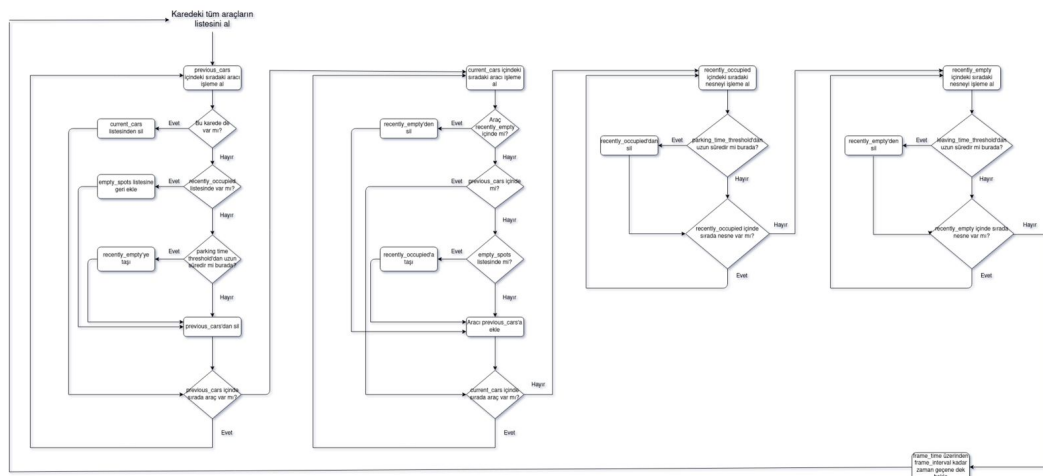 Karedeki tüm araçların
listesini al
previous_cars
içindeki sıradaki aracı
işleme al
Bu karede de
var mı?
Evet
current_cars
listesinden sil
Hayır
recently_occupied
listesinde var mı?
Evet
empty_spots listesine
geri ekle
Hayır
parking time
threshold'dan uzun
süredir mi burada?
Evet
recently_empty'ye
taşı
Hayır
previous_cars'dan sil
previous_cars içinde
sırada araç var mı?
Evet
current_cars içindeki
sıradaki aracı işleme
al
Araç
recently_empty
içinde mi?
Evet
recently_empty'den
sil
Hayır
previous_cars içinde
mi?
Evet
Hayır
empty_spots
listesinde mi?
Evet
recently_occupied'a
taşı
Hayır
Aracı previous_cars'a
ekle
current_cars içinde
sırada araç var mı?
Hayır
Evet
recently_occupied
içindeki sıradaki
nesneyi işleme al
parking_time_threshold'dan
uzun süredir mi burada?
Evet
recently_occupied'dan
sil
Hayır
recently_occupied içinde
sırada nesne var mı?
Hayır
Evet
recently_empty
içindeki sıradaki
nesneyi işleme al
leeving_time_threshold'dan
uzun süredir mi burada?
Evet
recently_empty'den
sil
Hayır
recently_empty içinde sırada
nesne var mı?
Hayır
Evet
frame_time üzerinden
frame_interval kadar
zaman geçene dek